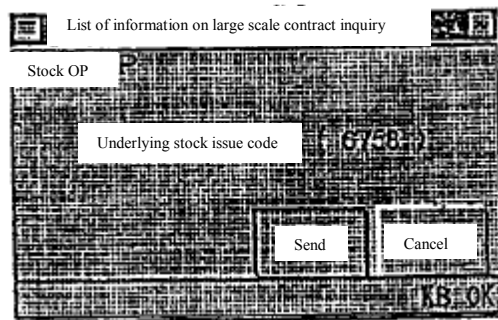 List of information on large scale contract inquiry
Stock OP
Underlying stock issue code ( 6758 )
Send Cancel
KB OK